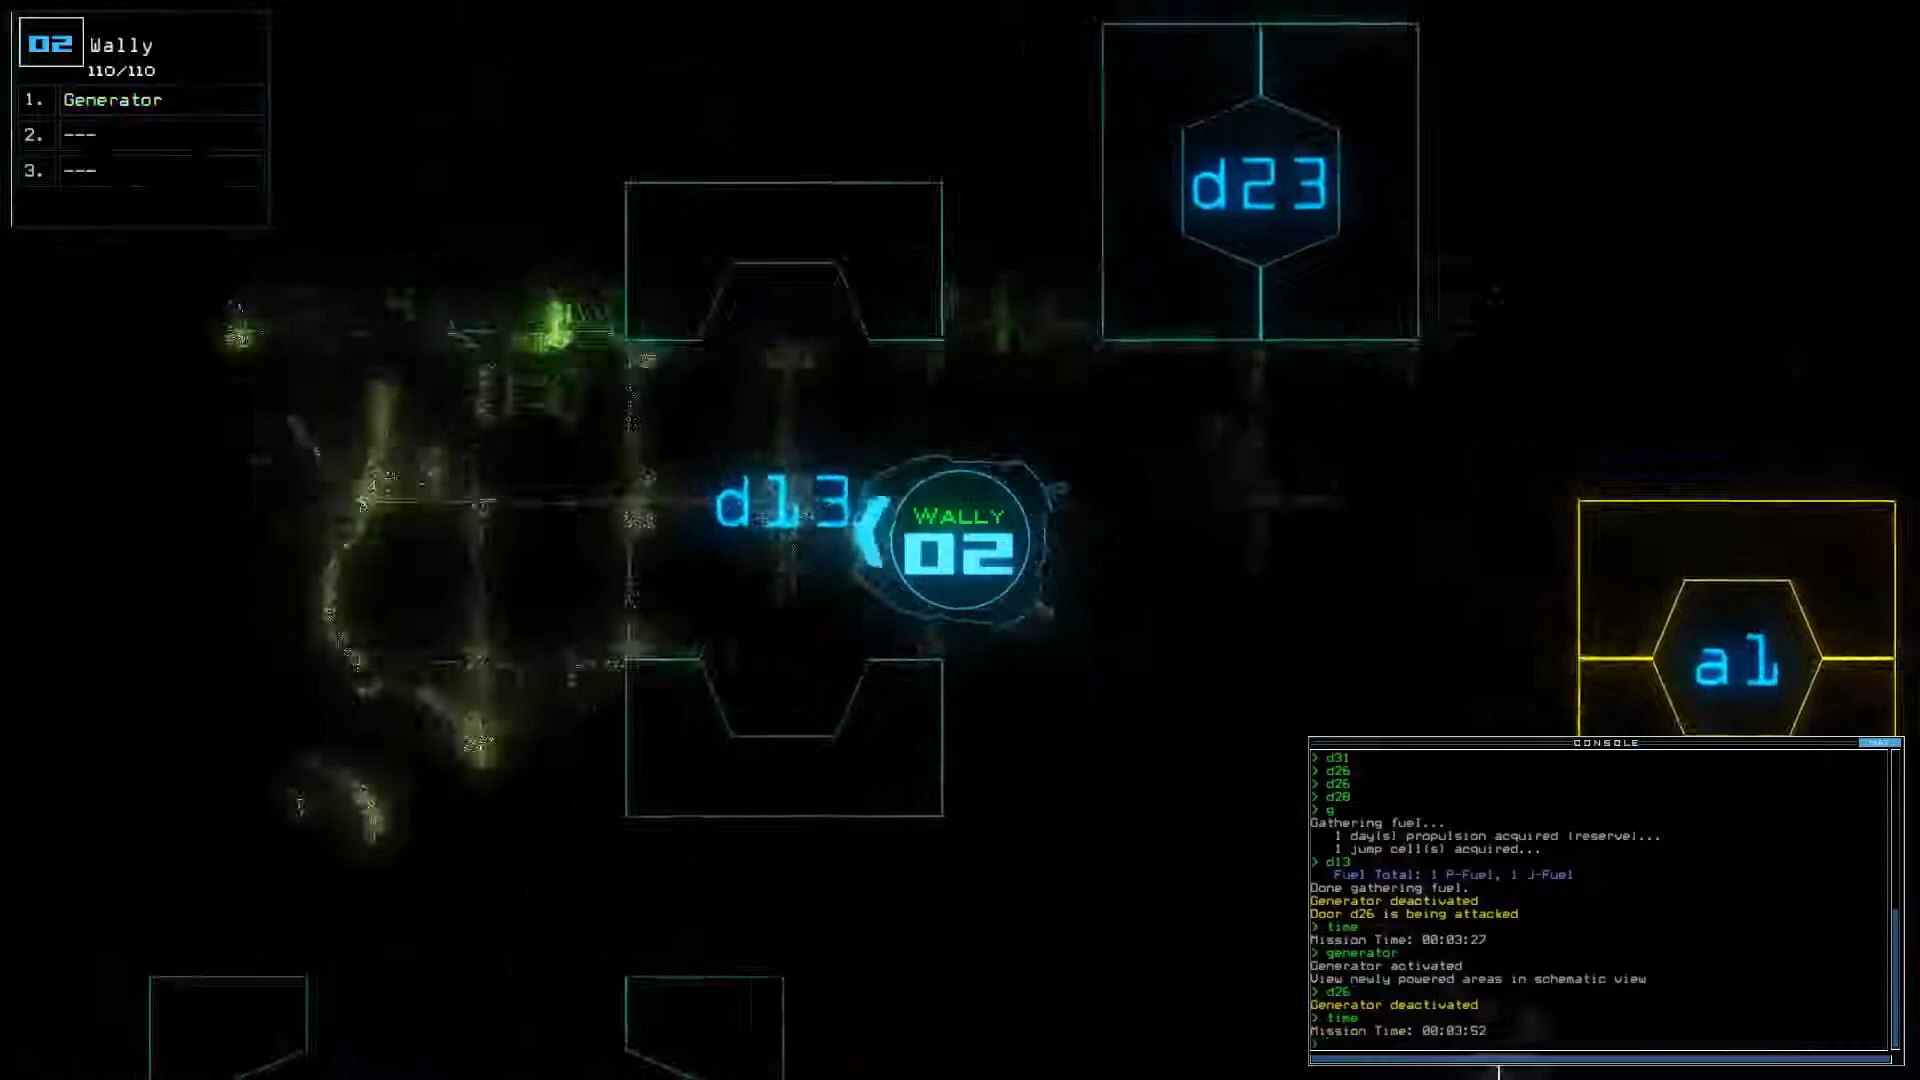 02 Wally
110/110
1. Generator
2. ---
3. ---
d23
d13
WALLY
02
a1
CONSOLE
> d31
> d26
> d26
> d28
> g
Gathering fuel...
1 day(s) propulsion acquired (reserve)...
1 jump cell(s) acquired...
> d13
Fuel Total: 1 P-Fuel, 1 J-Fuel
Done gathering fuel.
Generator deactivated
Door d26 is being attacked
> time
Mission Time: 00:03:27
> generator
Generator activated
View newly powered areas in schematic view
> d26
Generator deactivated
> time
Mission Time: 00:03:52
>